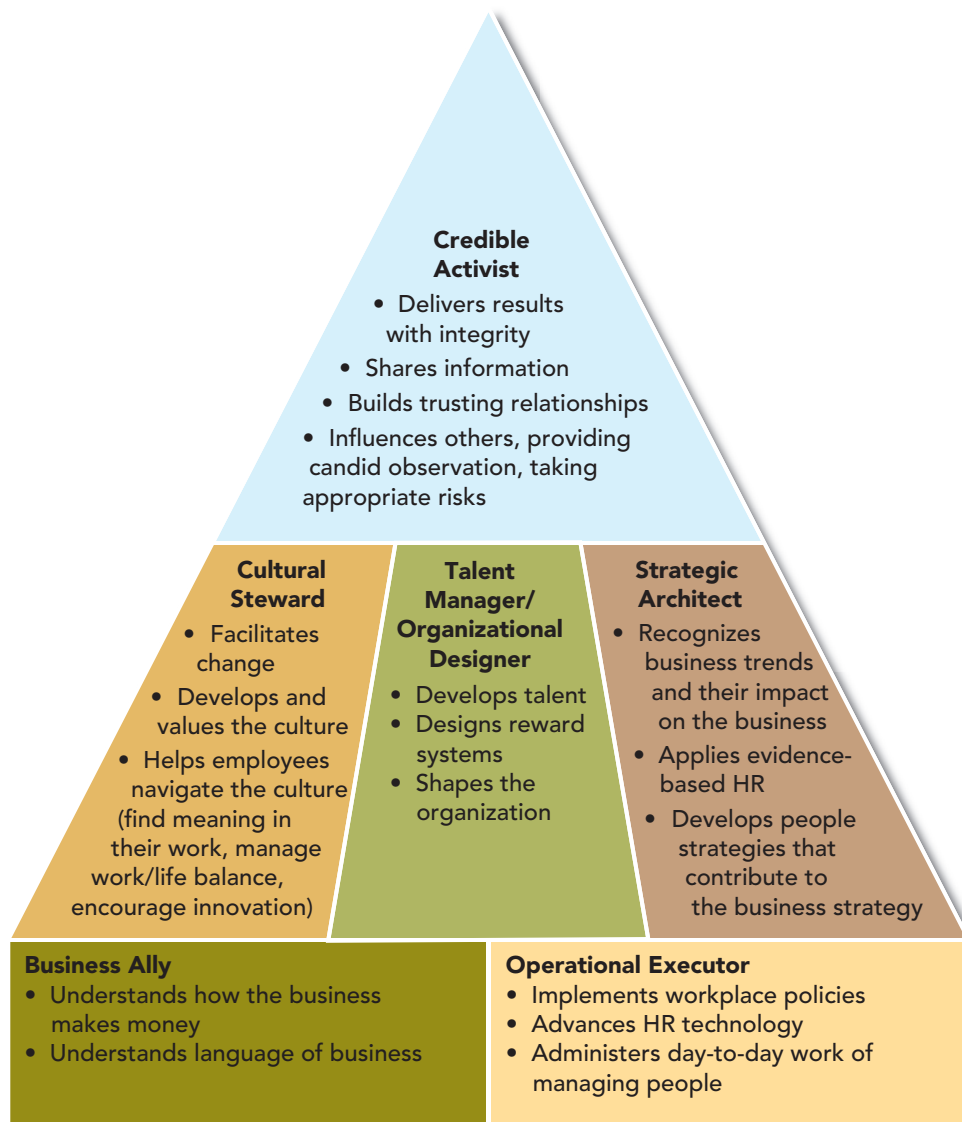 Credible
Activist
• Delivers results
with integrity
• Shares information
• Builds trusting relationships
• Influences others, providing
candid observation, taking
appropriate risks
Cultural
Steward
• Facilitates
change
• Develops and
values the culture
• Helps employees
navigate the culture
(find meaning in
their work, manage
work/life balance,
encourage innovation)
Talent
Manager/
Organizational
Designer
• Develops talent
• Designs reward
systems
• Shapes the
organization
Strategic
Architect
• Recognizes
business trends
and their impact
on the business
• Applies evidence-
based HR
• Develops people
strategies that
contribute to
the business strategy
Business Ally
• Understands how the business
makes money
• Understands language of business
Operational Executor
• Implements workplace policies
• Advances HR technology
• Administers day-to-day work of
managing people